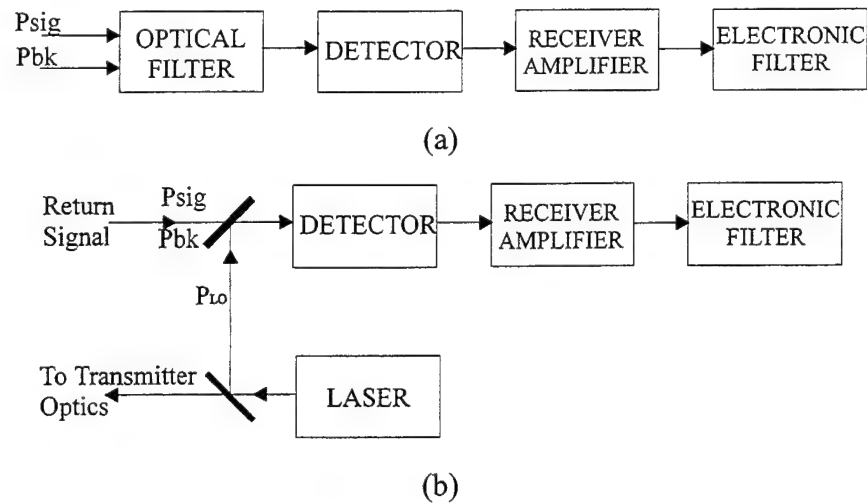 Psig
Pbk
OPTICAL
FILTER
DETECTOR
RECEIVER
AMPLIFIER
ELECTRONIC
FILTER
(a)
Return
Signal
Psig
Pbk
DETECTOR
RECEIVER
AMPLIFIER
ELECTRONIC
FILTER
PLO
To Transmitter
Optics
LASER
(b)